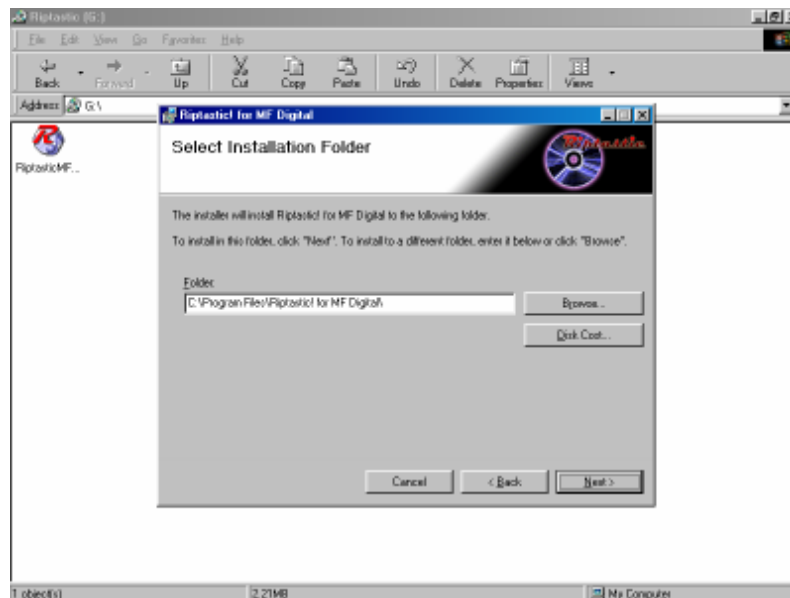 Riptastic (G:)
File Edit View Go Favorites Help
Back Forward Up Cut Copy Paste Undo Delete Properties Views
Address G:\
RiptasticMF...
Riptastic! for MF Digital
Select Installation Folder
Riptastic
The installer will install Riptastic! for MF Digital to the following folder.
To install in this folder, click "Next". To install to a different folder, enter it below or click "Browse".
Folder:
C:\Program Files\Riptastic! for MF Digital\
Browse...
Disk Cost...
Cancel < Back Next >
1 object(s) 2.21MB My Computer